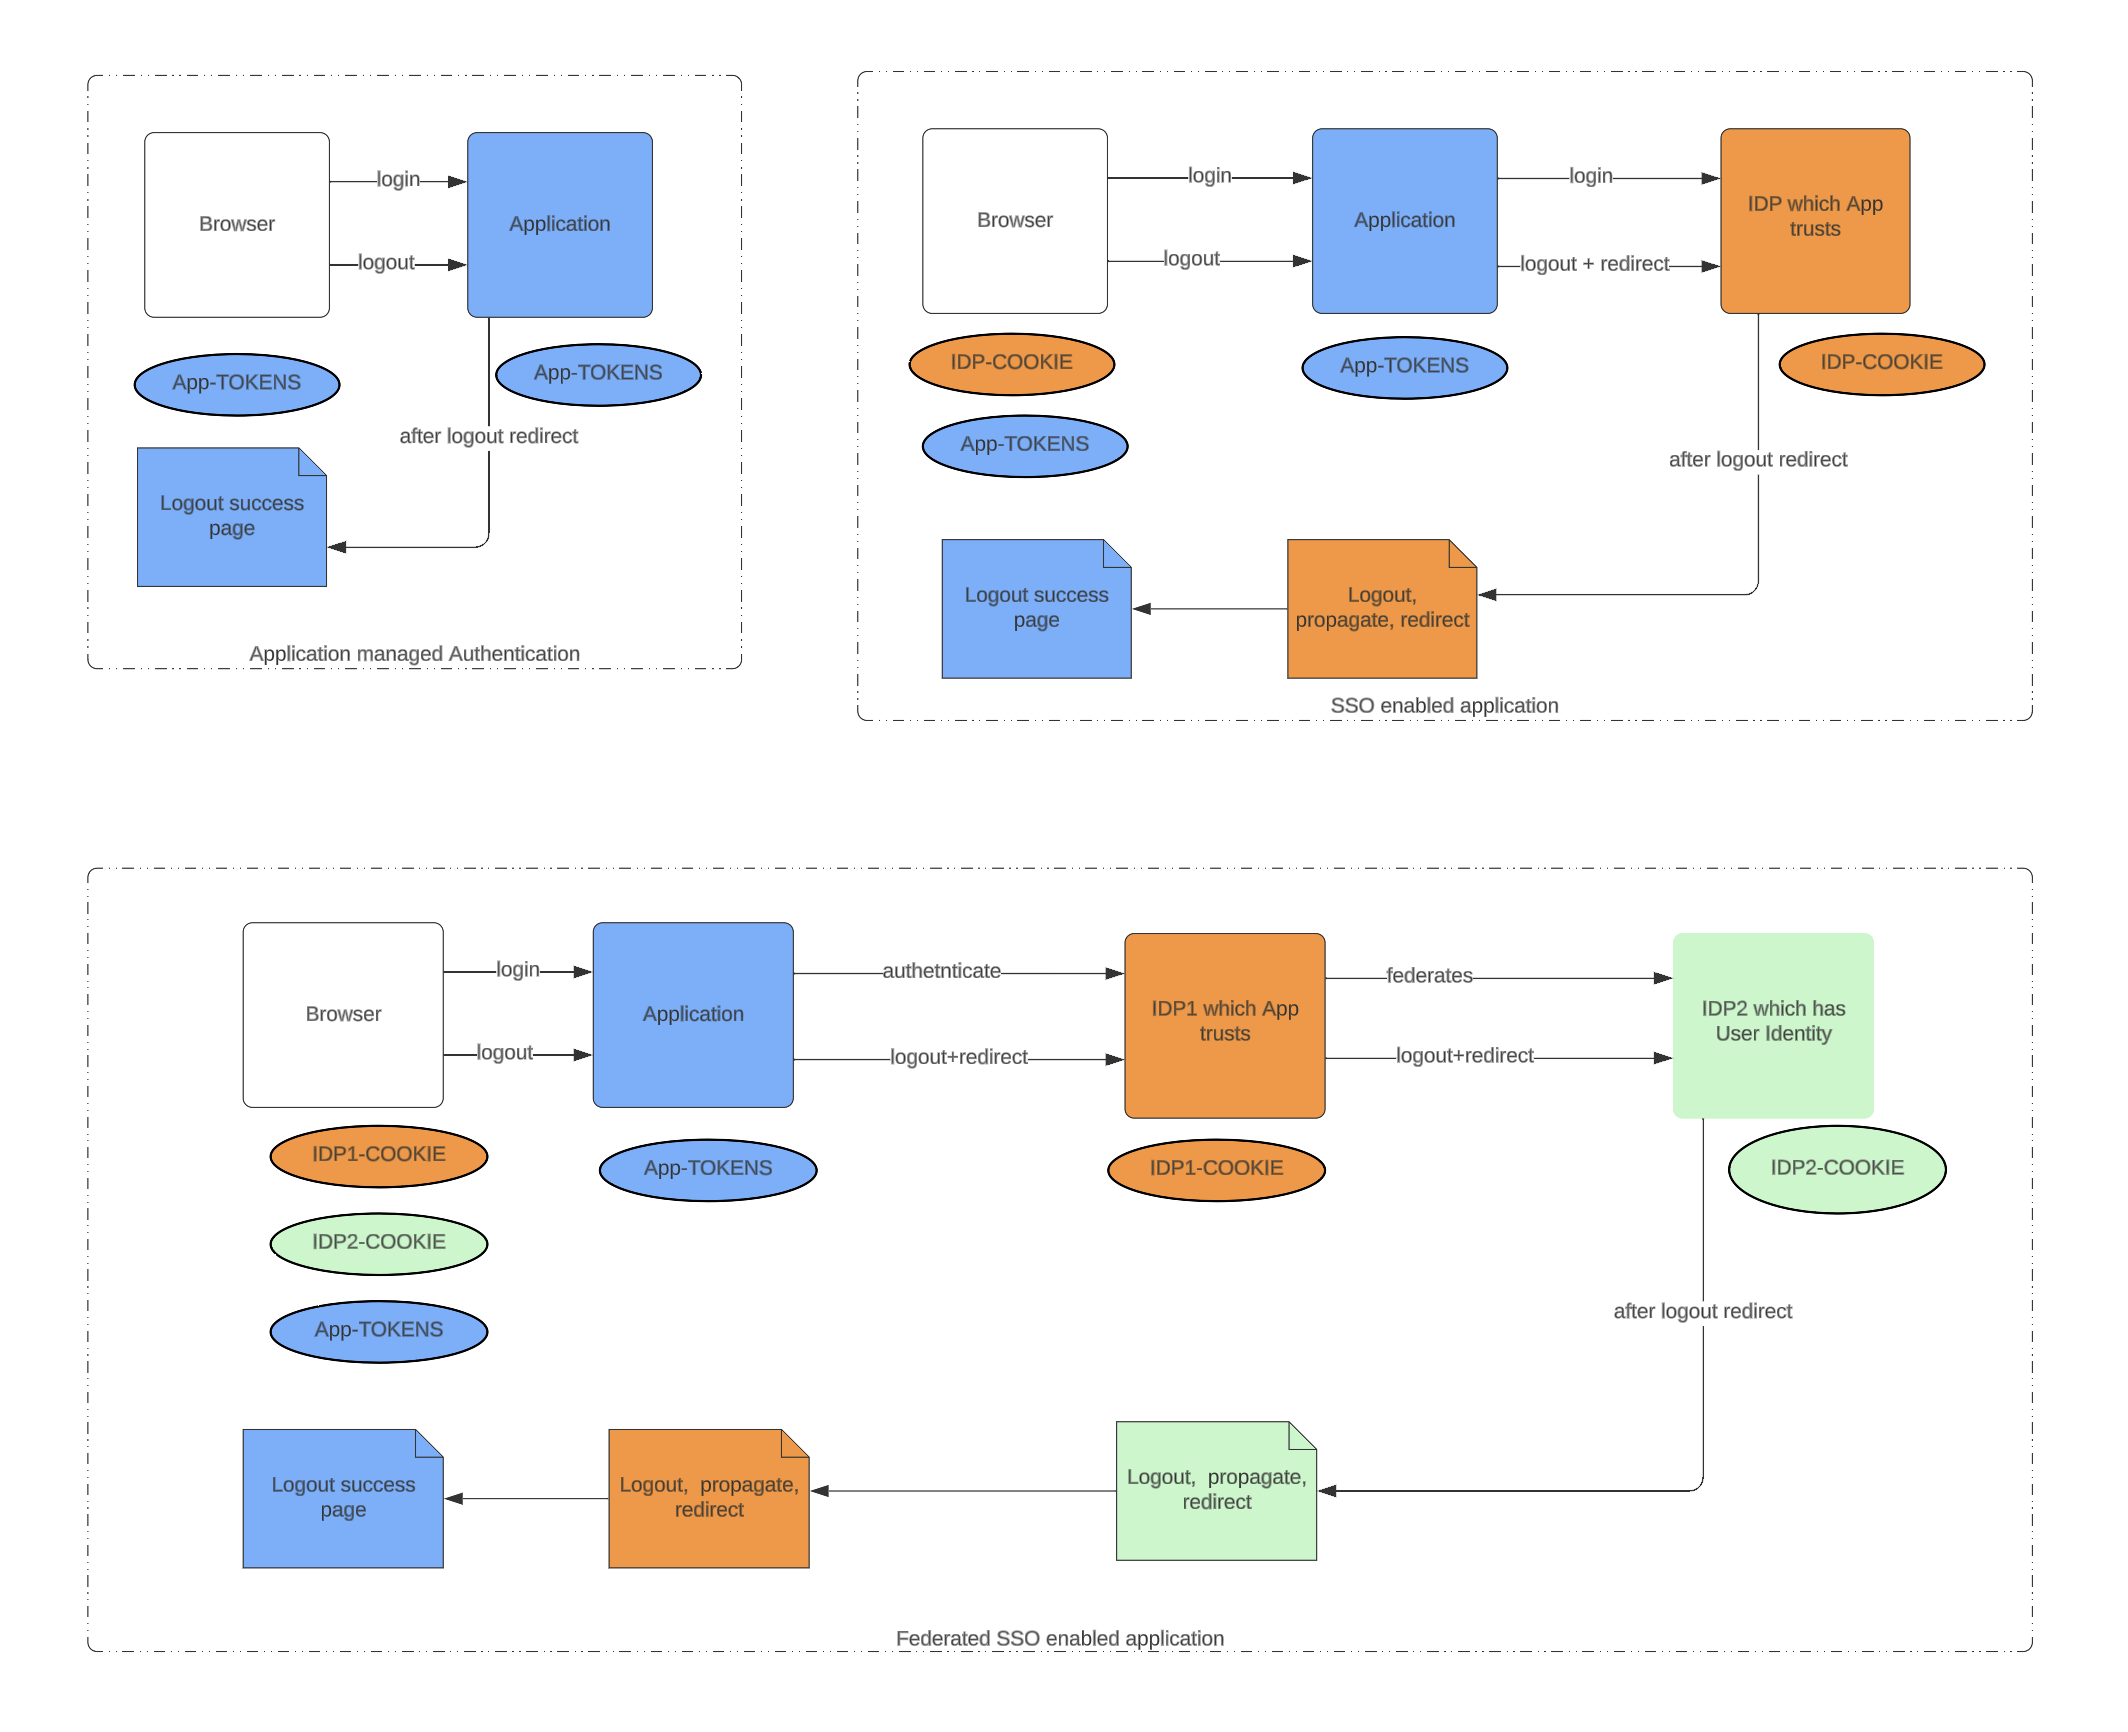 login
Browser
Application
logout
App-TOKENS
App-TOKENS
after logout redirect
Logout success
page
Application managed Authentication
login
login
Browser
Application
IDP which App
trusts
logout
logout + redirect
IDP-COOKIE
App-TOKENS
IDP-COOKIE
App-TOKENS
after logout redirect
Logout success
page
Logout,
propagate, redirect
SSO enabled application
login
authetnticate
federates
Browser
Application
IDP1 which App
trusts
IDP2 which has
User Identity
logout
logout+redirect
logout+redirect
IDP1-COOKIE
App-TOKENS
IDP1-COOKIE
IDP2-COOKIE
IDP2-COOKIE
App-TOKENS
after logout redirect
Logout success
page
Logout,  propagate,
redirect
Logout,  propagate,
redirect
Federated SSO enabled application